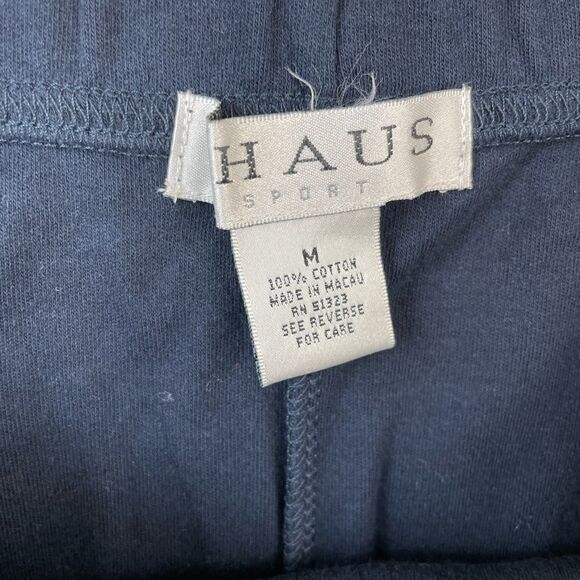 HAUS
SPORT
M
100% COTTON
MADE IN MACAU
RN 51323
SEE REVERSE
FOR CARE